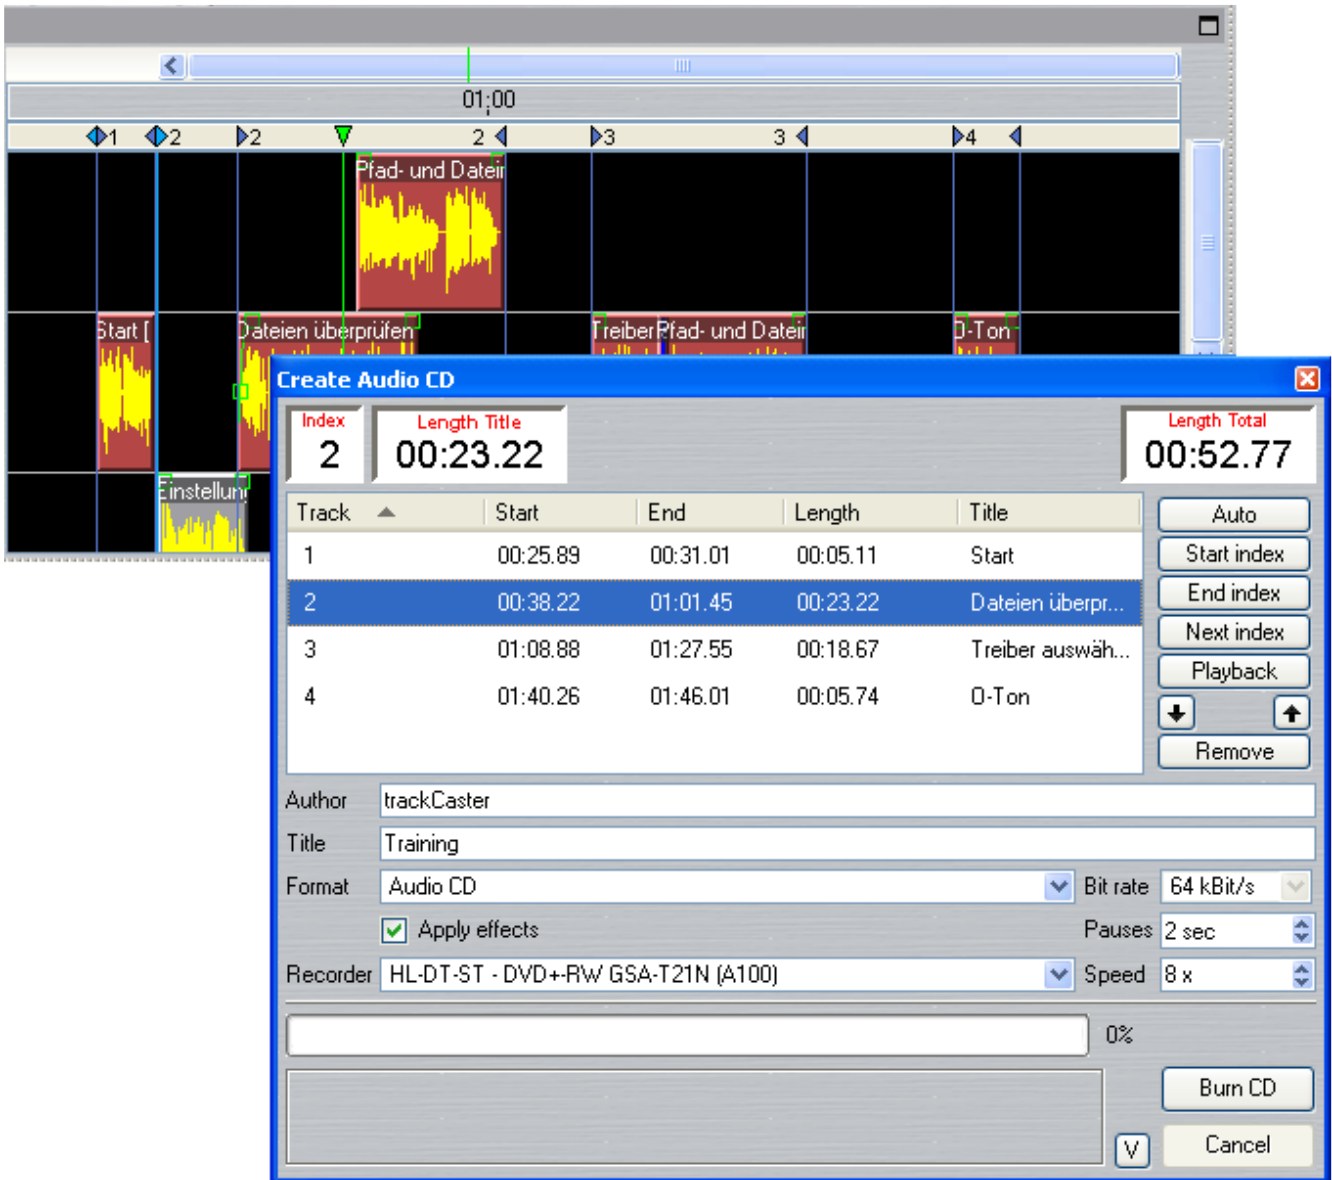 01;00
1 2 2 2 3 3 4
Pfad- und Datein
Start [ Dateien überprüfen Treiber Pfad- und Datein O-Ton
Einstellung
Create Audio CD
Index Length Title Length Total
2 00:23.22 00:52.77
Track Start End Length Title
1 00:25.89 00:31.01 00:05.11 Start
2 00:38.22 01:01.45 00:23.22 Dateien überpr...
3 01:08.88 01:27.55 00:18.67 Treiber auswäh...
4 01:40.26 01:46.01 00:05.74 O-Ton
Auto
Start index
End index
Next index
Playback
Remove
Author trackCaster
Title Training
Format Audio CD Bit rate 64 kBit/s
Apply effects Pauses 2 sec
Recorder HL-DT-ST - DVD+-RW GSA-T21N (A100) Speed 8 x
0%
Burn CD
V Cancel